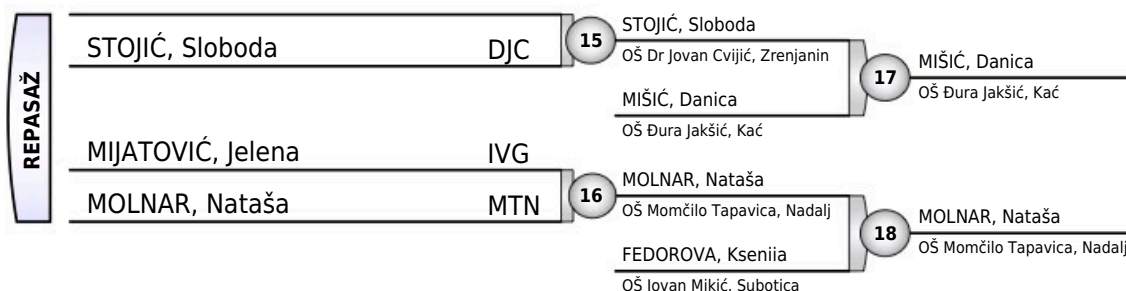 REPASAŽ
STOJIĆ, Sloboda DJC
MIJATOVIĆ, Jelena IVG
MOLNAR, Nataša MTN
15
16
STOJIĆ, Sloboda
OŠ Dr Jovan Cvijić, Zrenjanin
MIŠIĆ, Danica
OŠ Đura Jakšić, Kać
MOLNAR, Nataša
OŠ Momčilo Tapavica, Nadalj
FEDOROVA, Kseniia
OŠ Jovan Mikić, Subotica
17
18
MIŠIĆ, Danica
OŠ Đura Jakšić, Kać
MOLNAR, Nataša
OŠ Momčilo Tapavica, Nadalj